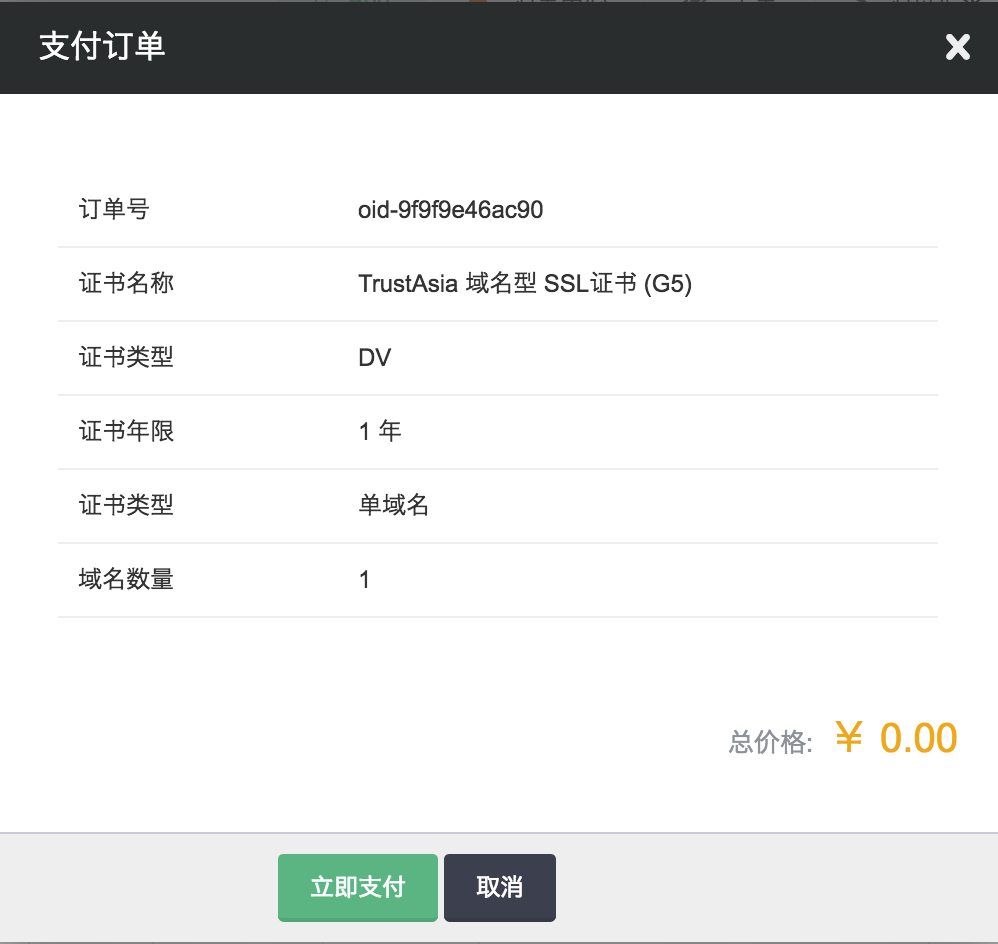 支付订单
订单号 oid-9f9f9e46ac90
证书名称 TrustAsia 域名型 SSL证书 (G5)
证书类型 DV
证书年限 1 年
证书类型 单域名
域名数量 1
总价格: ¥ 0.00
立即支付 取消